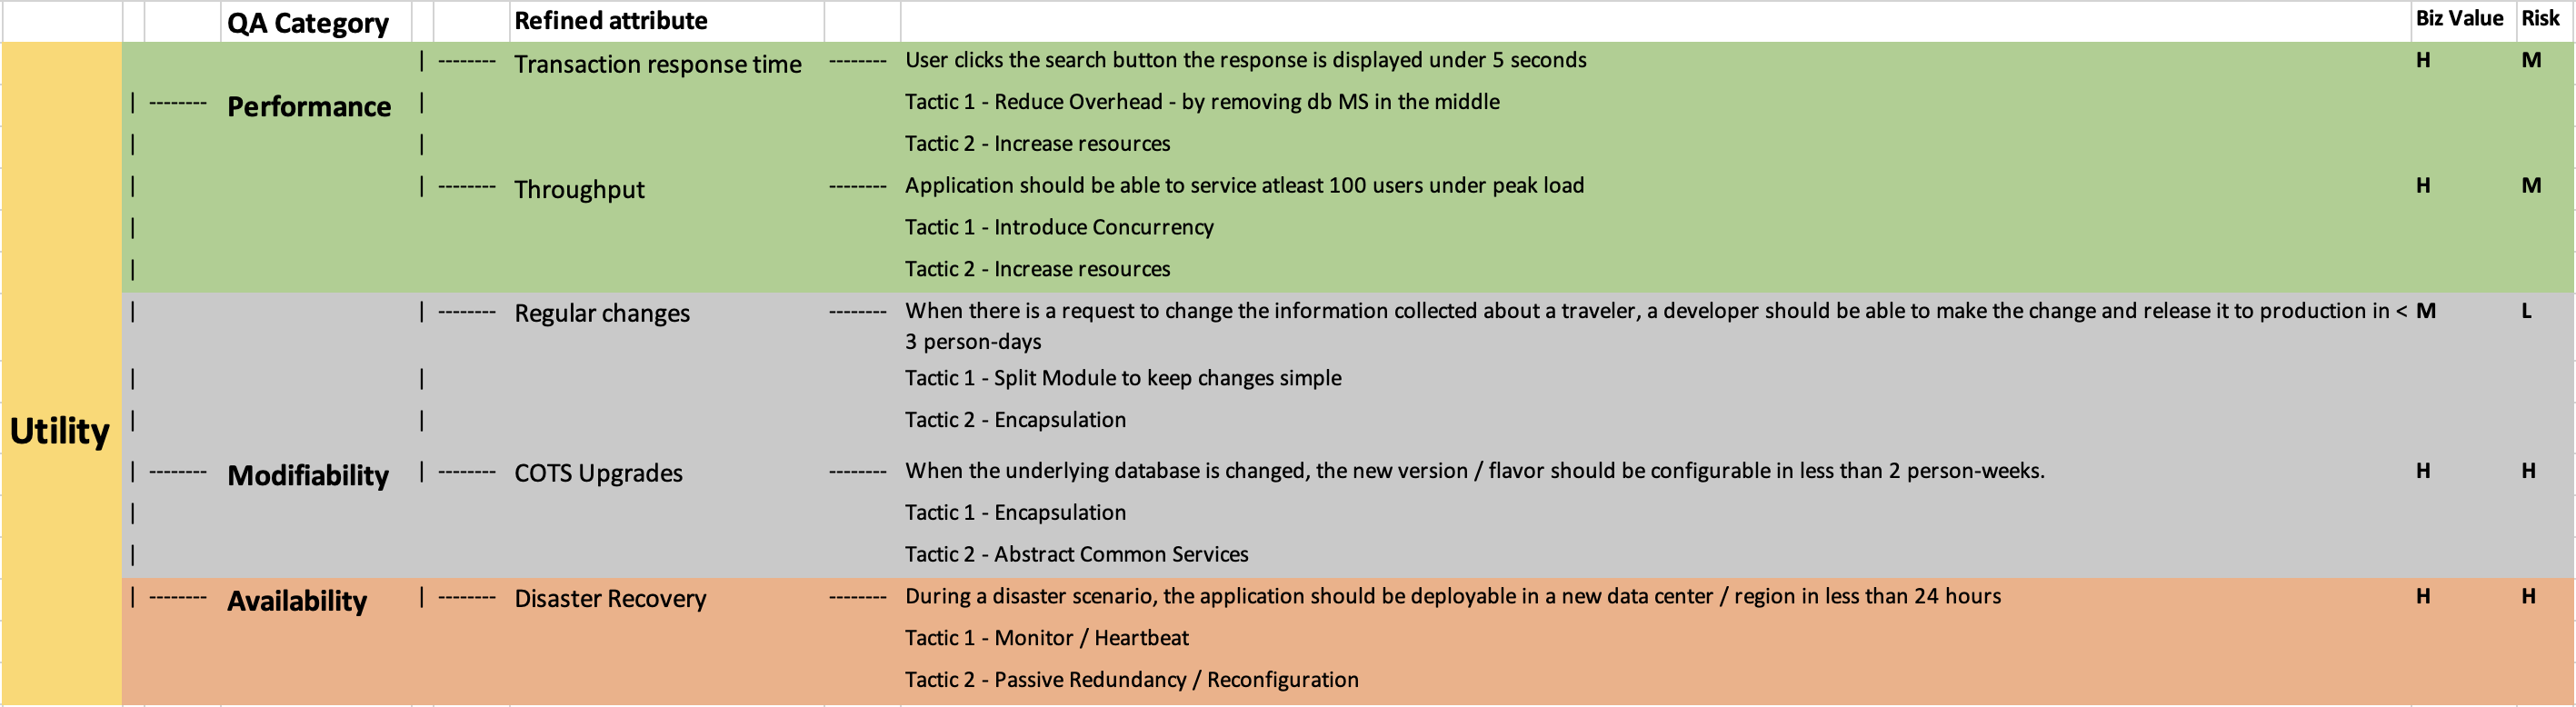 QA Category Refined attribute Biz Value Risk
| -------- Transaction response time -------- User clicks the search button the response is displayed under 5 seconds H M
| -------- Performance | Tactic 1 - Reduce Overhead - by removing db MS in the middle
| | Tactic 2 - Increase resources
| | -------- Throughput -------- Application should be able to service atleast 100 users under peak load H M
| Tactic 1 - Introduce Concurrency
| Tactic 2 - Increase resources
| | -------- Regular changes -------- When there is a request to change the information collected about a traveler, a developer should be able to make the change and release it to production in < M L
3 person-days
| | Tactic 1 - Split Module to keep changes simple
Utility
| | Tactic 2 - Encapsulation
| -------- Modifiability | -------- COTS Upgrades -------- When the underlying database is changed, the new version / flavor should be configurable in less than 2 person-weeks. H H
| Tactic 1 - Encapsulation
| Tactic 2 - Abstract Common Services
| -------- Availability | -------- Disaster Recovery -------- During a disaster scenario, the application should be deployable in a new data center / region in less than 24 hours H H
Tactic 1 - Monitor / Heartbeat
Tactic 2 - Passive Redundancy / Reconfiguration